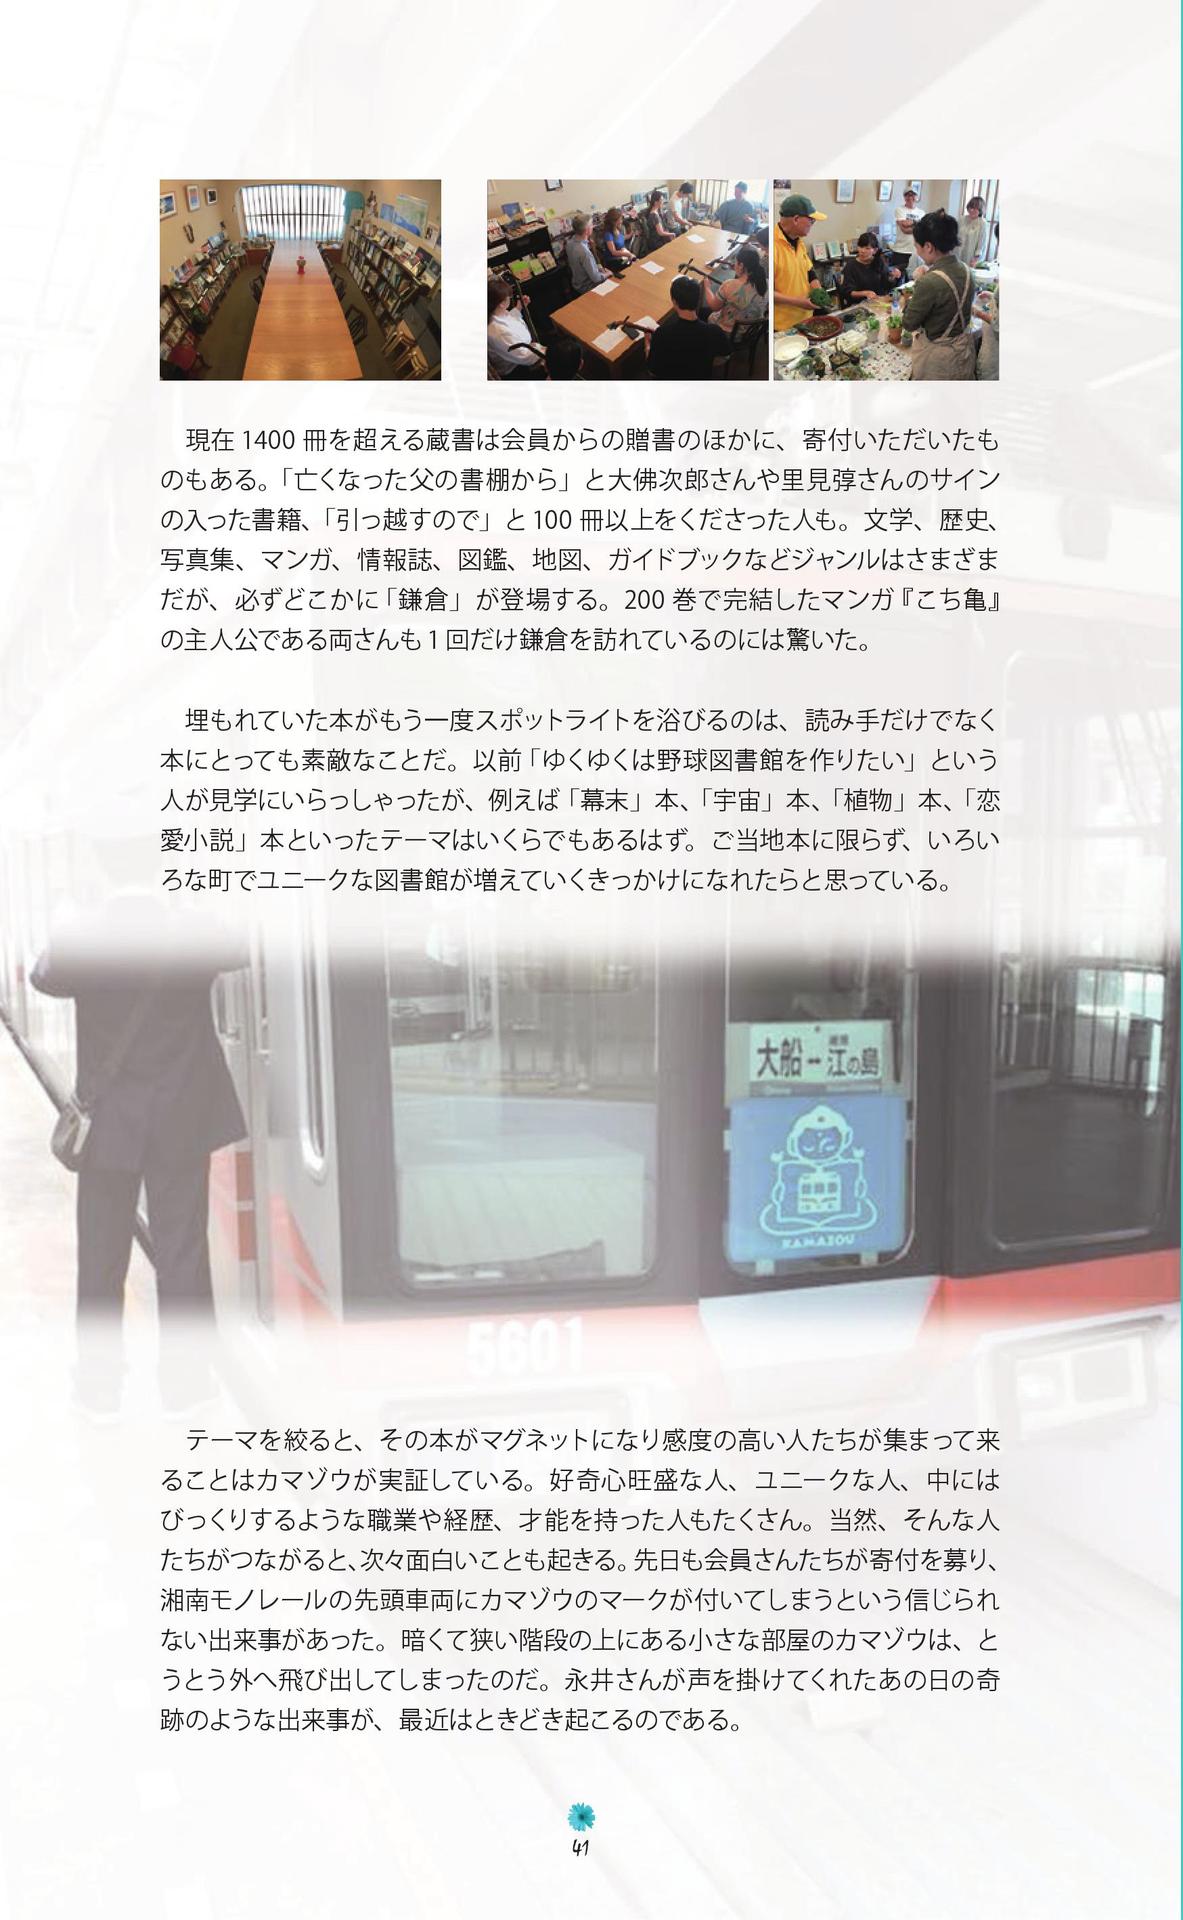 現在1400冊を超える蔵書は会員からの贈書のほかに、寄付いただいたも
のもある。「亡くなった父の書棚から」と大佛次郎さんや里見弴さんのサイン
の入った書籍、「引っ越すので」と100冊以上をくださった人も。文学、歴史、
写真集、マンガ、情報誌、図鑑、地図、ガイドブックなどジャンルはさまざま
だが、必ずどこかに「鎌倉」が登場する。200巻で完結したマンガ『こち亀』
の主人公である両さんも1回だけ鎌倉を訪れているのには驚いた。
埋もれていた本がもう一度スポットライトを浴びるのは、読み手だけでなく
本にとっても素敵なことだ。以前「ゆくゆくは野球図書館を作りたい」という
人が見学にいらっしゃったが、例えば「幕末」本、「宇宙」本、「植物」本、「恋
愛小説」本といったテーマはいくらでもあるはず。ご当地本に限らず、いろい
ろな町でユニークな図書館が増えていくきっかけになれたらと思っている。
大船↔湘南江の島
KAMAZOU
5601
テーマを絞ると、その本がマグネットになり感度の高い人たちが集まって来
ることはカマゾウが実証している。好奇心旺盛な人、ユニークな人、中には
びっくりするような職業や経歴、才能を持った人もたくさん。当然、そんな人
たちがつながると、次々面白いことも起きる。先日も会員さんたちが寄付を募り、
湘南モノレールの先頭車両にカマゾウのマークが付いてしまうという信じられ
ない出来事があった。暗くて狭い階段の上にある小さな部屋のカマゾウは、と
うとう外へ飛び出してしまったのだ。永井さんが声を掛けてくれたあの日の奇
跡のような出来事が、最近はときどき起こるのである。
41